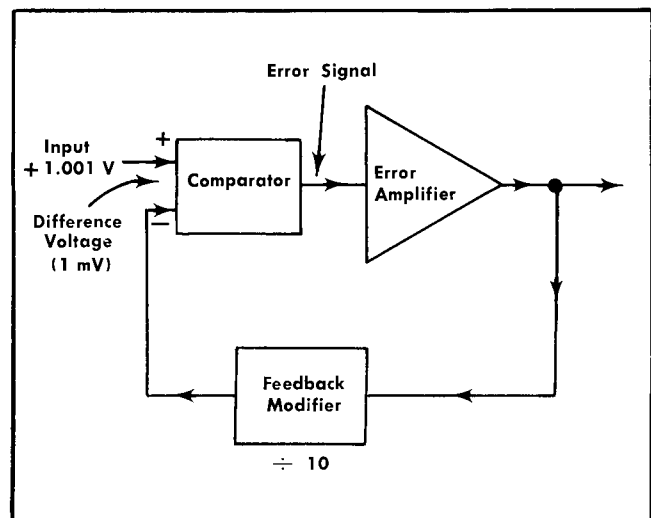 Error Signal
Input
+ 1.001 V
+
Comparator
Error
Amplifier
Difference
Voltage
(1 mV)
−
Feedback
Modifier
÷ 10